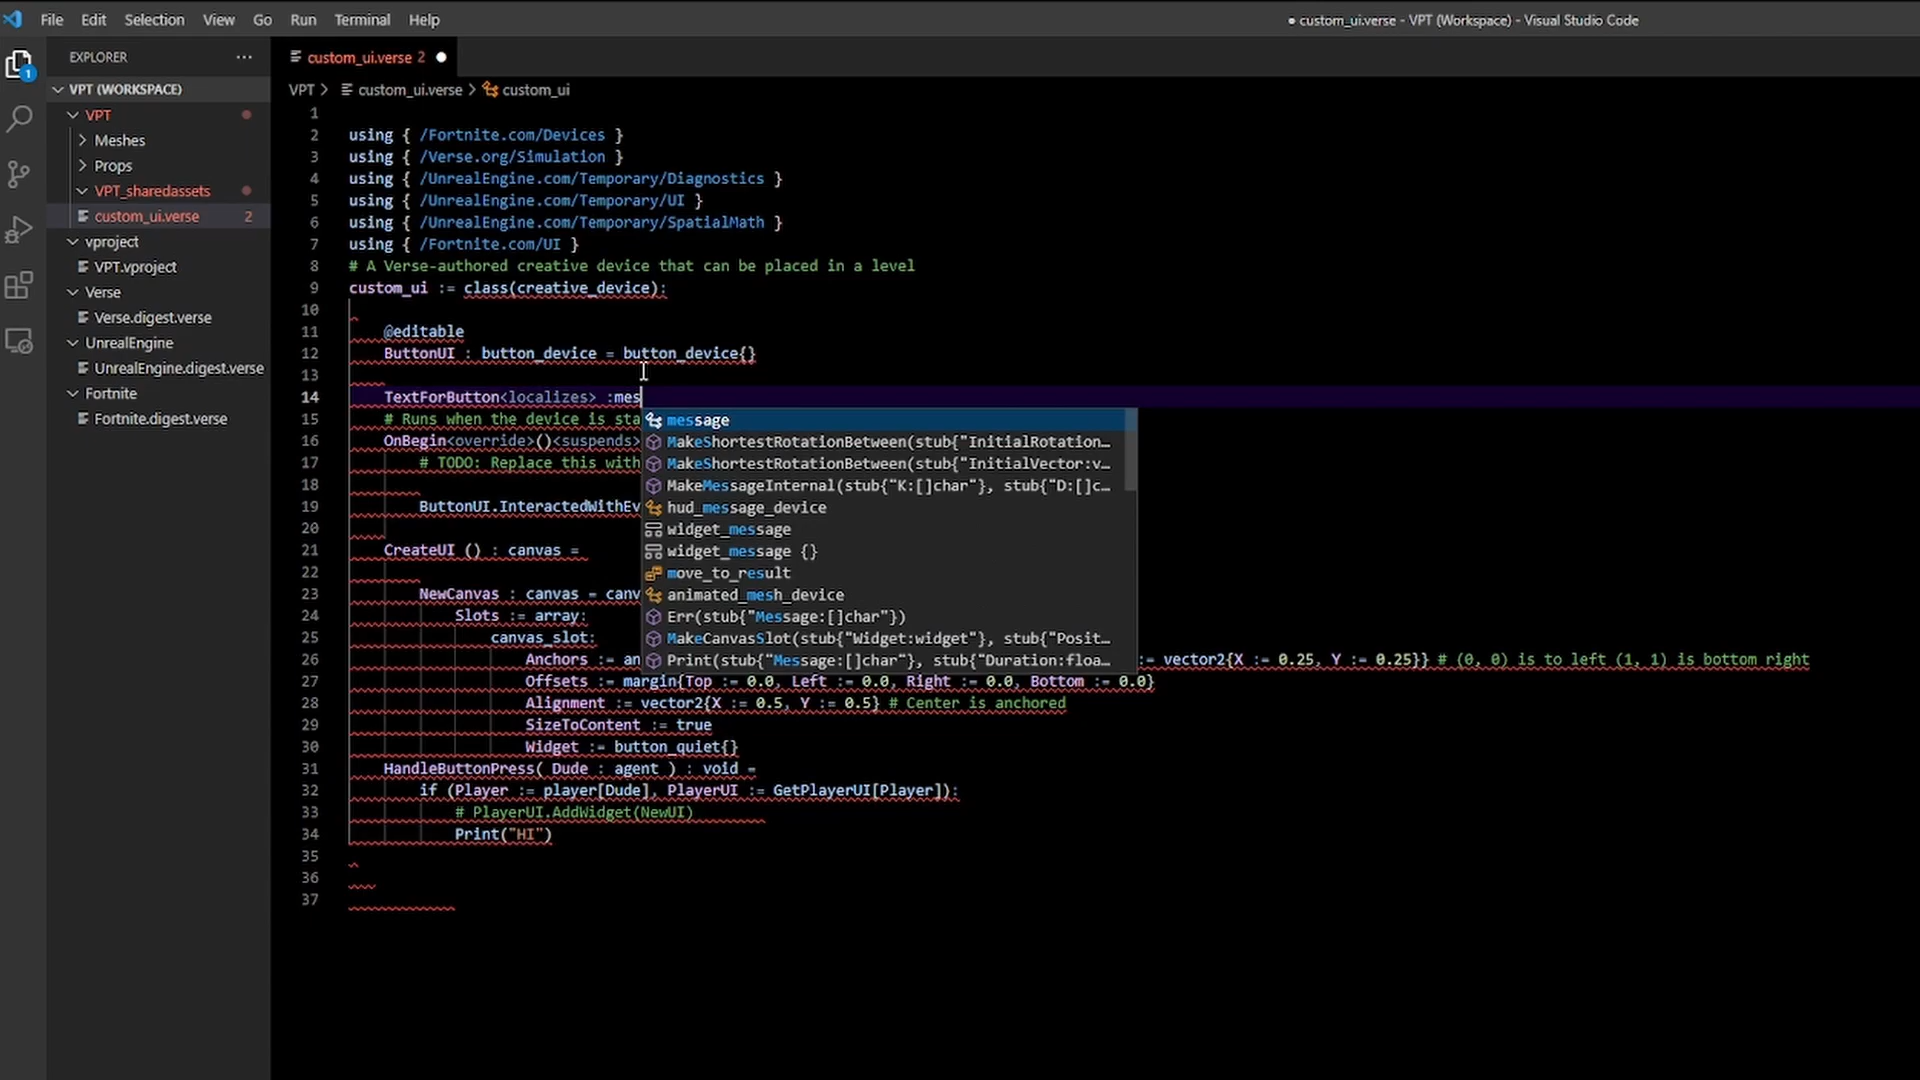 File Edit Selection View Go Run Terminal Help
● custom_ui.verse - VPT (Workspace) - Visual Studio Code
1
EXPLORER ...
VPT (WORKSPACE)
VPT
Meshes
Props
VPT_sharedassets
custom_ui.verse 2
vproject
VPT.vproject
Verse
Verse.digest.verse
UnrealEngine
UnrealEngine.digest.verse
Fortnite
Fortnite.digest.verse
custom_ui.verse 2
VPT > custom_ui.verse > custom_ui
1
2 using { /Fortnite.com/Devices }
3 using { /Verse.org/Simulation }
4 using { /UnrealEngine.com/Temporary/Diagnostics }
5 using { /UnrealEngine.com/Temporary/UI }
6 using { /UnrealEngine.com/Temporary/SpatialMath }
7 using { /Fortnite.com/UI }
8 # A Verse-authored creative device that can be placed in a level
9 custom_ui := class(creative_device):
10
11 @editable
12 ButtonUI : button_device = button_device{}
13
14 TextForButton<localizes> :mes
15 # Runs when the device is sta
16 OnBegin<override>()<suspends>
17 # TODO: Replace this with
18
19 ButtonUI.InteractedWithEv
20
21 CreateUI () : canvas =
22
23 NewCanvas : canvas = canv
24 Slots := array:
25 canvas_slot:
26 Anchors := an := vector2{X := 0.25, Y := 0.25}} # (0, 0) is to left (1, 1) is bottom right
27 Offsets := margin{Top := 0.0, Left := 0.0, Right := 0.0, Bottom := 0.0}
28 Alignment := vector2{X := 0.5, Y := 0.5} # Center is anchored
29 SizeToContent := true
30 Widget := button_quiet{}
31 HandleButtonPress( Dude : agent ) : void =
32 if (Player := player[Dude], PlayerUI := GetPlayerUI[Player]):
33 # PlayerUI.AddWidget(NewUI)
34 Print("HI")
35
36
37
message
MakeShortestRotationBetween(stub{"InitialRotation…
MakeShortestRotationBetween(stub{"InitialVector:v…
MakeMessageInternal(stub{"K:[]char"}, stub{"D:[]c…
hud_message_device
widget_message
widget_message {}
move_to_result
animated_mesh_device
Err(stub{"Message:[]char"})
MakeCanvasSlot(stub{"Widget:widget"}, stub{"Posit…
Print(stub{"Message:[]char"}, stub{"Duration:floa…